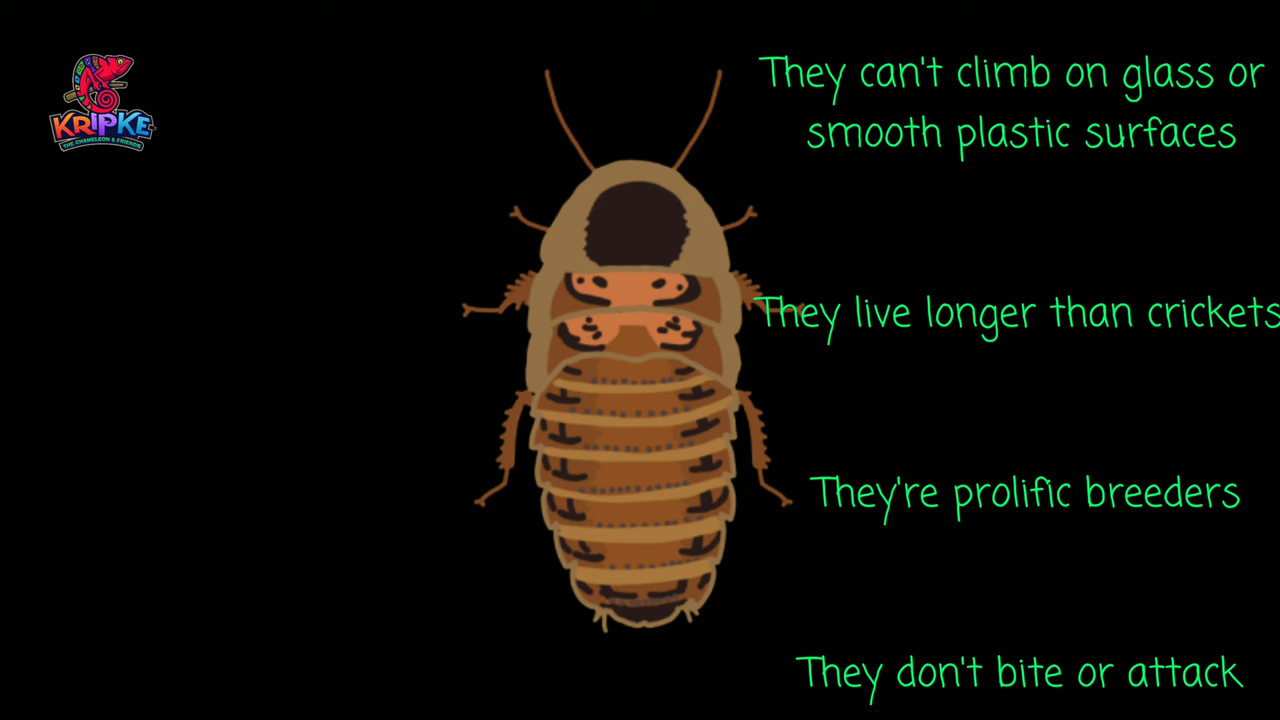 KRIPKE
THE CHAMELEON & FRIENDS
They can't climb on glass or
smooth plastic surfaces
They live longer than crickets
They're prolific breeders
They don't bite or attack